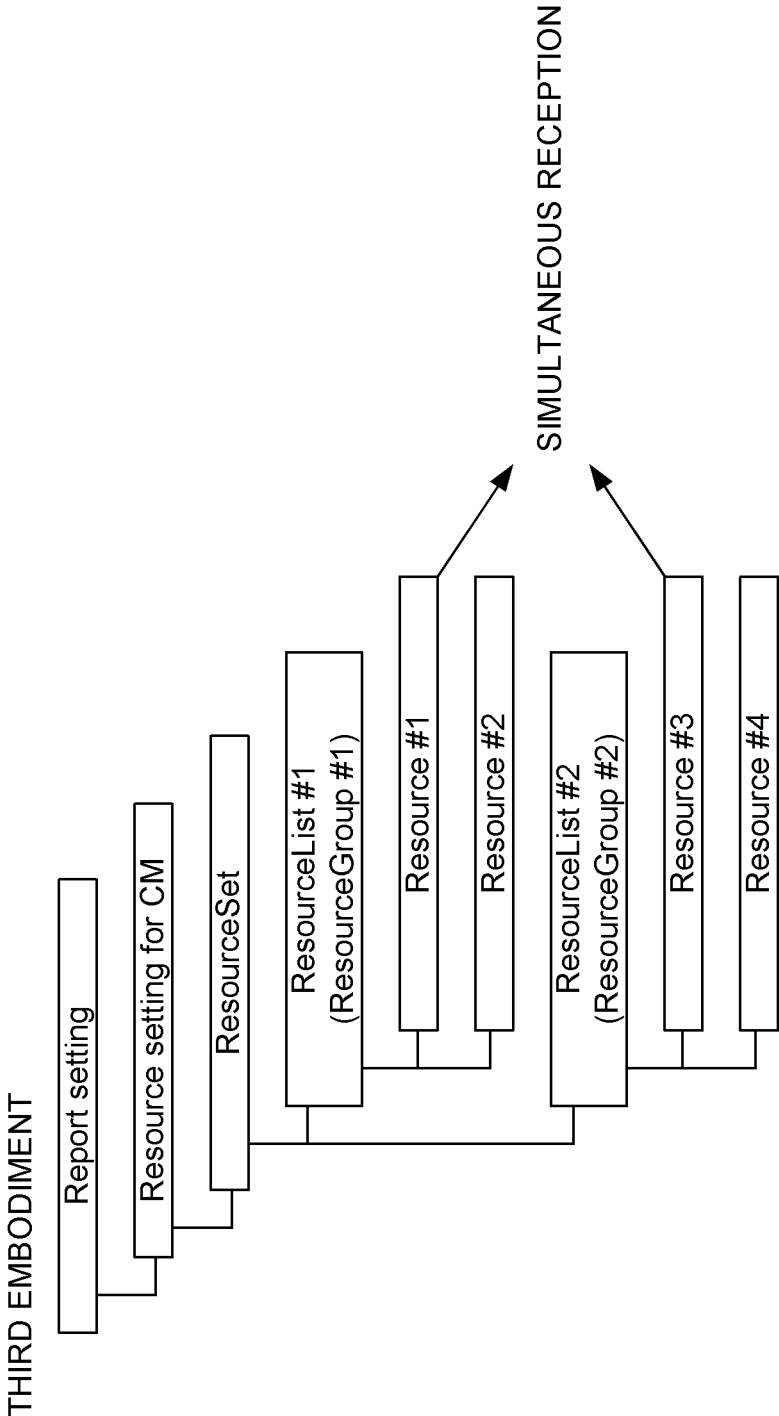 THIRD EMBODIMENT
Report setting
Resource setting for CM
ResourceSet
ResourceList #1
(ResourceGroup #1)
Resource #1
Resource #2
ResourceList #2
(ResourceGroup #2)
Resource #3
Resource #4
SIMULTANEOUS RECEPTION